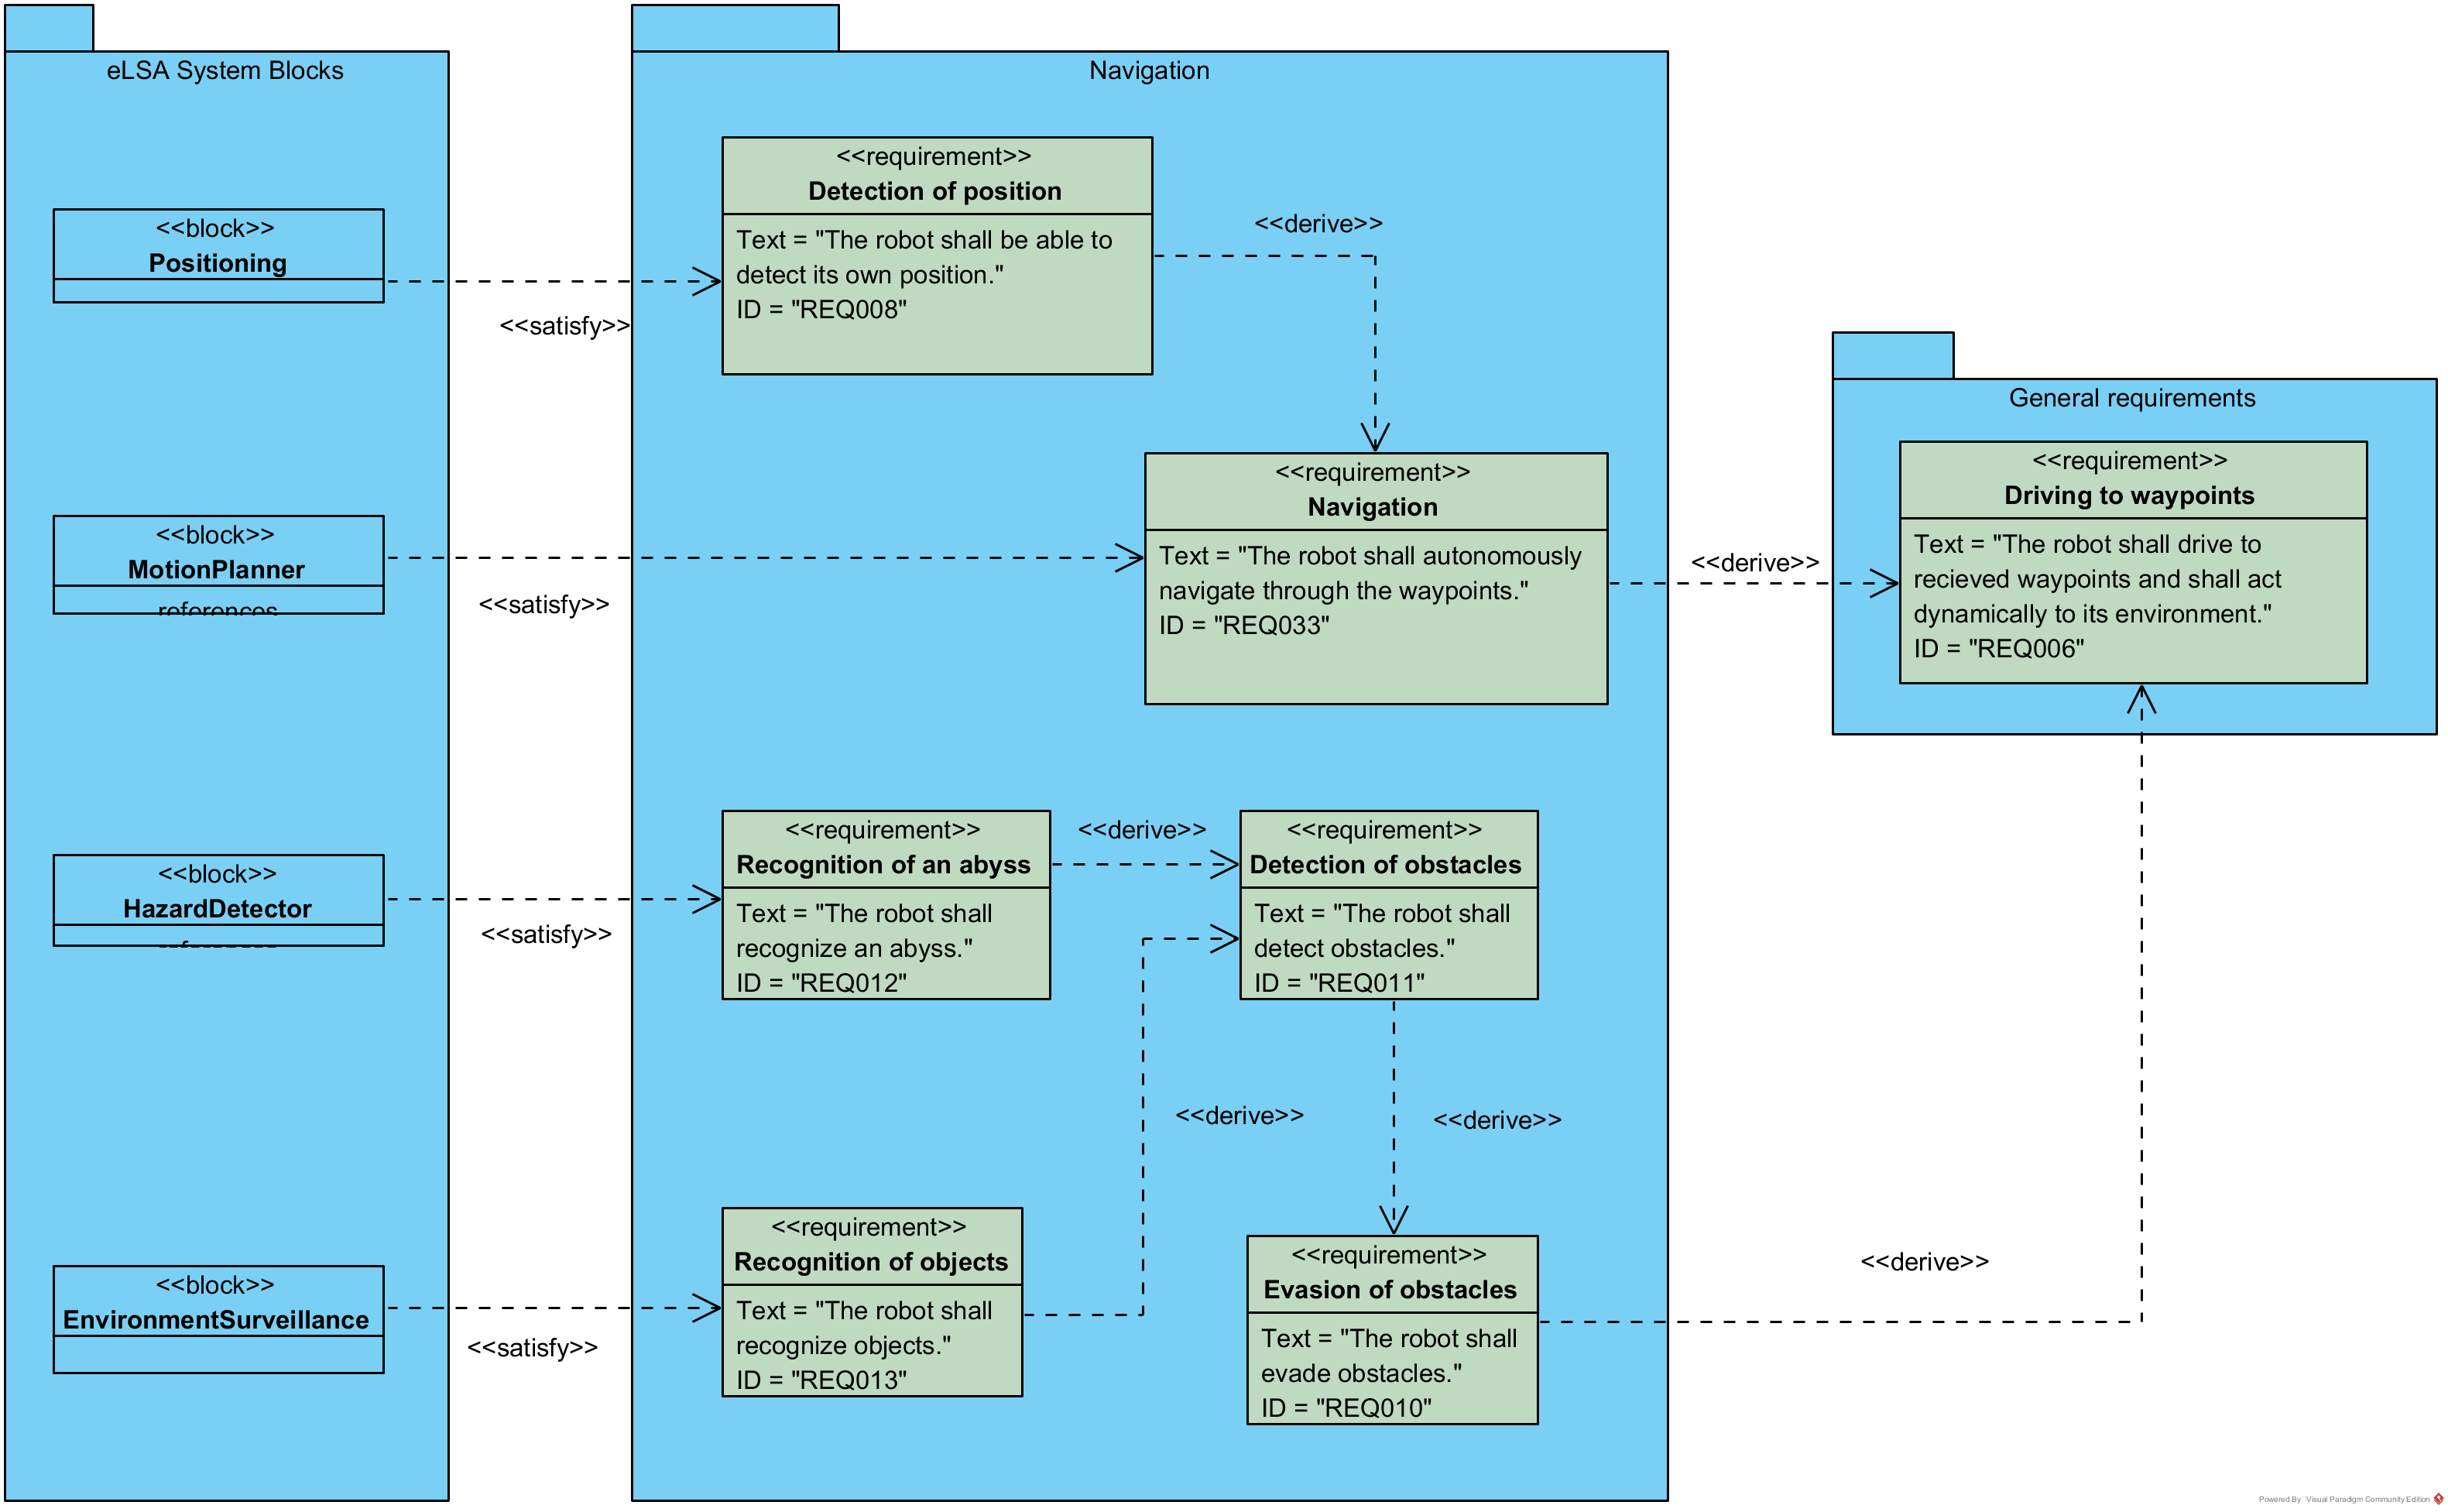 eLSA System Blocks
<<block>>
Positioning
<<block>>
MotionPlanner
references
<<block>>
HazardDetector
<<block>>
EnvironmentSurveillance
<<satisfy>>
<<satisfy>>
<<satisfy>>
<<satisfy>>
Navigation
<<requirement>>
Detection of position
Text = "The robot shall be able to
detect its own position."
ID = "REQ008"
<<derive>>
<<requirement>>
Navigation
Text = "The robot shall autonomously
navigate through the waypoints."
ID = "REQ033"
<<requirement>>
Recognition of an abyss
Text = "The robot shall
recognize an abyss."
ID = "REQ012"
<<derive>>
<<requirement>>
Detection of obstacles
Text = "The robot shall
detect obstacles."
ID = "REQ011"
<<derive>>
<<derive>>
<<requirement>>
Recognition of objects
Text = "The robot shall
recognize objects."
ID = "REQ013"
<<requirement>>
Evasion of obstacles
Text = "The robot shall
evade obstacles."
ID = "REQ010"
<<derive>>
<<derive>>
General requirements
<<requirement>>
Driving to waypoints
Text = "The robot shall drive to
recieved waypoints and shall act
dynamically to its environment."
ID = "REQ006"
Powered By Visual Paradigm Community Edition